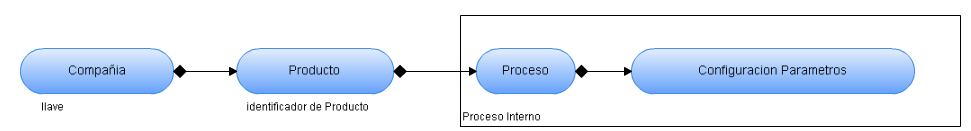 Compañia
Producto
Proceso
Configuracion Parametros
llave
identificador de Producto
Proceso Interno